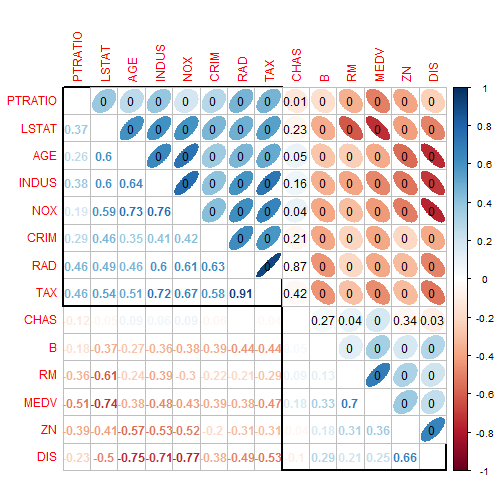 PTRATIO LSTAT AGE INDUS NOX CRIM RAD TAX CHAS B RM MEDV ZN DIS
PTRATIO 0 0 0 0 0 0 0 0.01 0 0 0 0 0
LSTAT 0.37 0 0 0 0 0 0 0.23 0 0 0 0 0
AGE 0.26 0.6 0 0 0 0 0 0.05 0 0 0 0 0
INDUS 0.38 0.6 0.64 0 0 0 0 0.16 0 0 0 0 0
NOX 0.19 0.59 0.73 0.76 0 0 0 0.04 0 0 0 0 0
CRIM 0.29 0.46 0.35 0.41 0.42 0 0 0.21 0 0 0 0 0
RAD 0.46 0.49 0.46 0.6 0.61 0.63 0 0.87 0 0 0 0 0
TAX 0.46 0.54 0.51 0.72 0.67 0.58 0.91 0.42 0 0 0 0 0
CHAS -0.12 0.09 0.06 0.09 0.27 0.04 0 0.34 0.03
B -0.18 -0.37 -0.27 -0.36 -0.38 -0.39 -0.44 -0.44 0 0 0 0
RM -0.36 -0.61 -0.24 -0.39 -0.3 -0.22 -0.21 -0.29 0.09 0.13 0 0 0
MEDV -0.51 -0.74 -0.38 -0.48 -0.43 -0.39 -0.38 -0.47 0.18 0.33 0.7 0 0
ZN -0.39 -0.41 -0.57 -0.53 -0.52 -0.2 -0.31 -0.31 0.18 0.31 0.36 0
DIS -0.23 -0.5 -0.75 -0.71 -0.77 -0.38 -0.49 -0.53 -0.1 0.29 0.21 0.25 0.66
1
0.8
0.6
0.4
0.2
0
-0.2
-0.4
-0.6
-0.8
-1